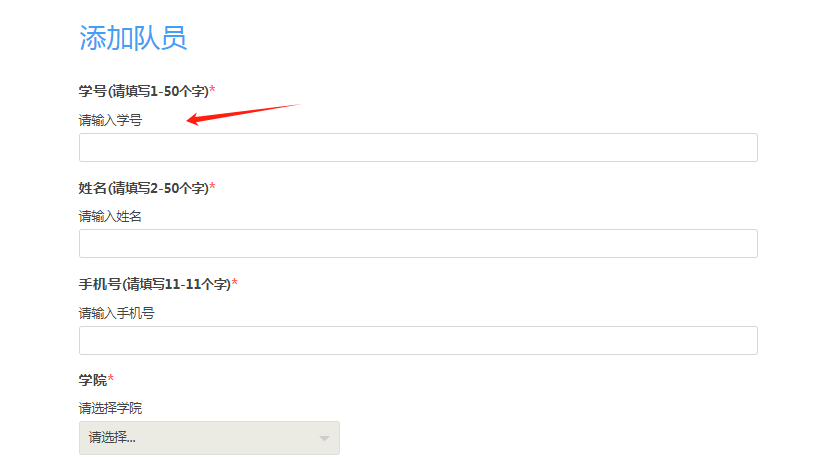 添加队员
学号(请填写1-50个字)*
请输入学号
姓名(请填写2-50个字)*
请输入姓名
手机号(请填写11-11个字)*
请输入手机号
学院*
请选择学院
请选择...